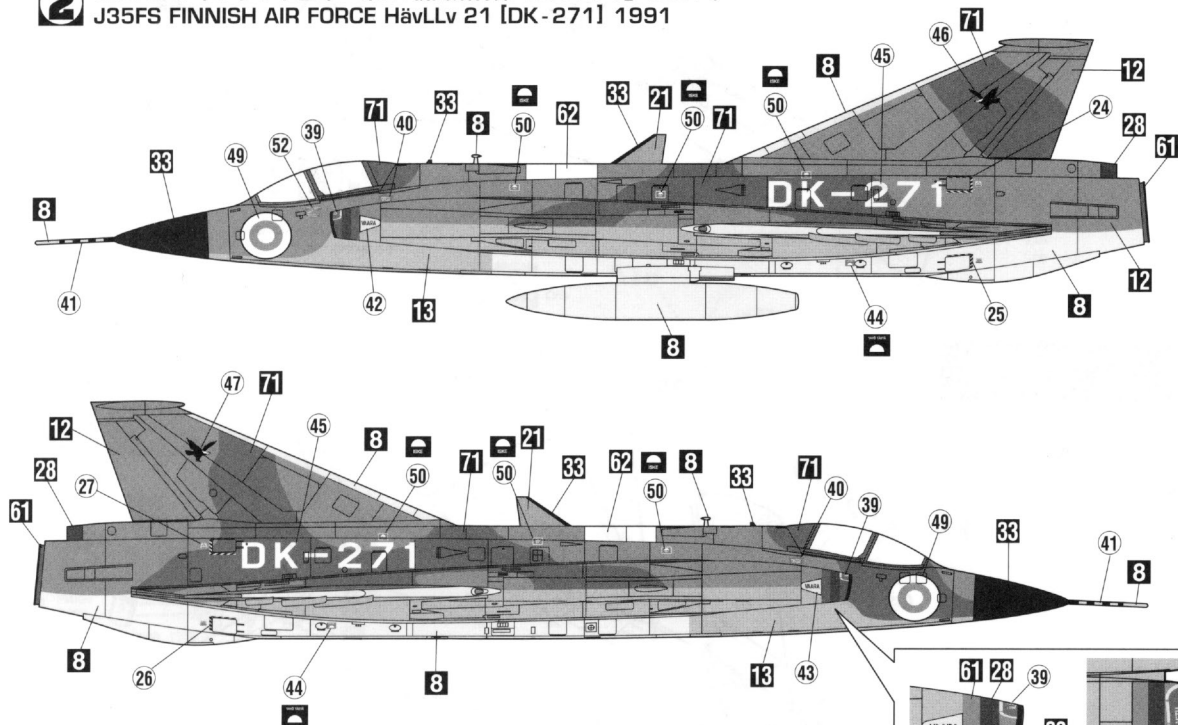 2
J35FS FINNISH AIR FORCE HävLLv 21 [DK-271] 1991
46 71
45 8 12
50 24
33 21 50 71
8 50 62 28
71 33 40 61
52 39
49
33
8
DK-271
VAARA
41 42 13 8 44 25 8 12
47 71
12 45 8 50 71 50 21 33 62 50 8 33 71 40 39 49 33 41 8
28 27 61
DK-271
VAARA
8 26 44 8 13 43
61 28 39